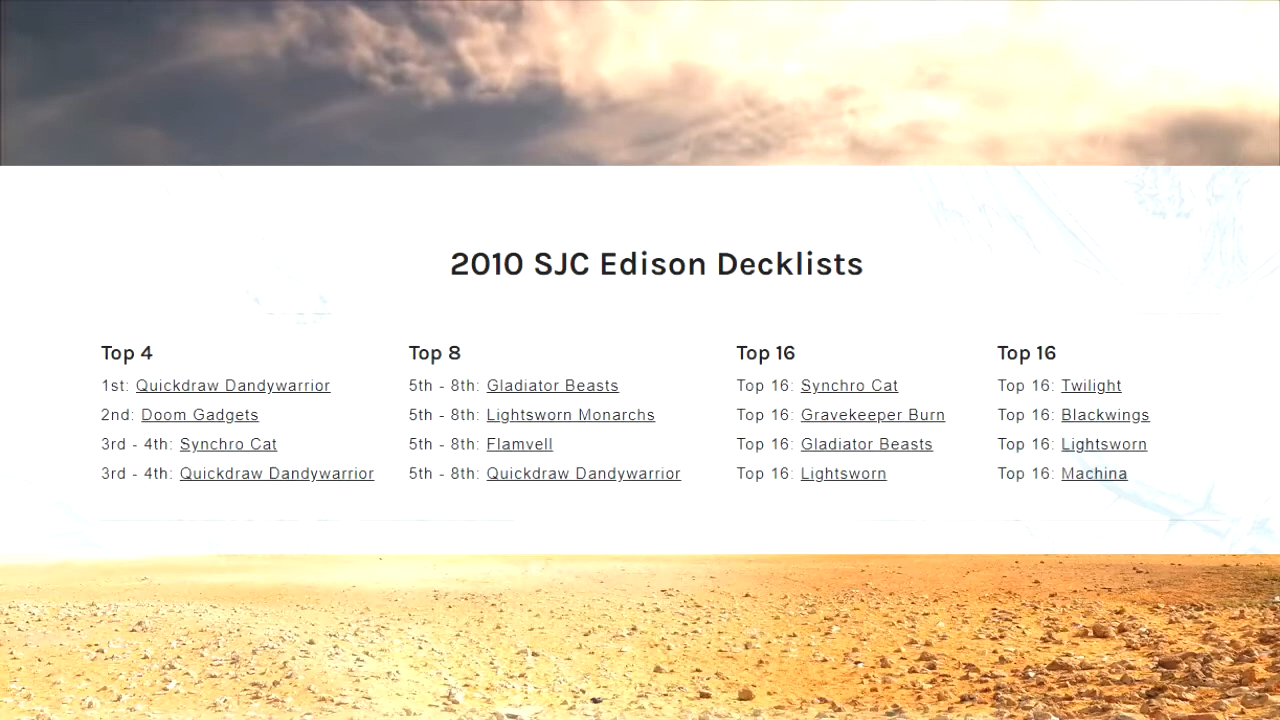 2010 SJC Edison Decklists
Top 4
1st: Quickdraw Dandywarrior
2nd: Doom Gadgets
3rd - 4th: Synchro Cat
3rd - 4th: Quickdraw Dandywarrior
Top 8
5th - 8th: Gladiator Beasts
5th - 8th: Lightsworn Monarchs
5th - 8th: Flamvell
5th - 8th: Quickdraw Dandywarrior
Top 16
Top 16: Synchro Cat
Top 16: Gravekeeper Burn
Top 16: Gladiator Beasts
Top 16: Lightsworn
Top 16
Top 16: Twilight
Top 16: Blackwings
Top 16: Lightsworn
Top 16: Machina